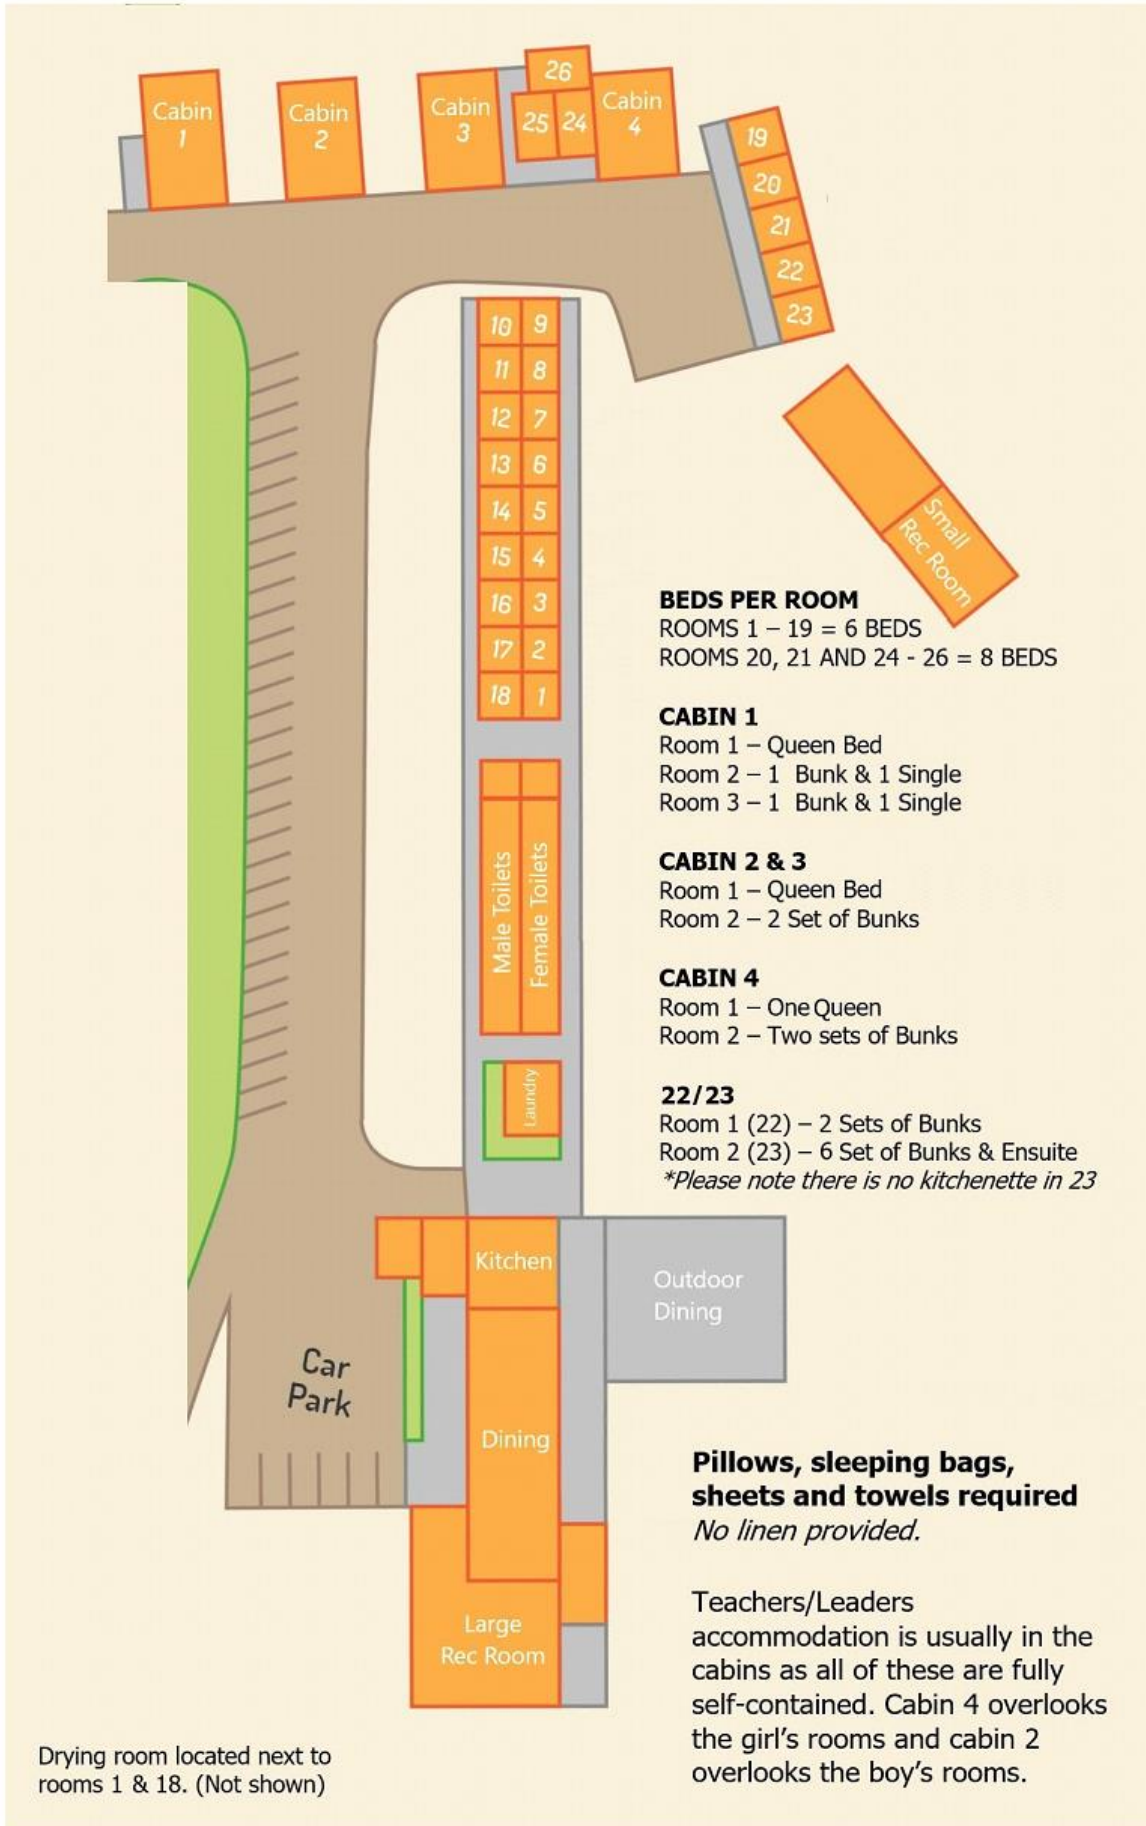 26
Cabin
1
Cabin
2
Cabin
3
25 24
Cabin
4
19
20
21
22
23
10 9
11 8
12 7
13 6
14 5
15 4
16 3
17 2
18 1
Small
Rec Room
BEDS PER ROOM
ROOMS 1 – 19 = 6 BEDS
ROOMS 20, 21 AND 24 - 26 = 8 BEDS
CABIN 1
Room 1 – Queen Bed
Room 2 – 1 Bunk & 1 Single
Room 3 – 1 Bunk & 1 Single
CABIN 2 & 3
Room 1 – Queen Bed
Room 2 – 2 Set of Bunks
CABIN 4
Room 1 – One Queen
Room 2 – Two sets of Bunks
22/23
Room 1 (22) – 2 Sets of Bunks
Room 2 (23) – 6 Set of Bunks & Ensuite
*Please note there is no kitchenette in 23
Male Toilets
Female Toilets
Laundry
Kitchen
Outdoor
Dining
Car
Park
Dining
Large
Rec Room
Pillows, sleeping bags,
sheets and towels required
No linen provided.
Teachers/Leaders
accommodation is usually in the
cabins as all of these are fully
self-contained. Cabin 4 overlooks
the girl's rooms and cabin 2
overlooks the boy's rooms.
Drying room located next to
rooms 1 & 18. (Not shown)